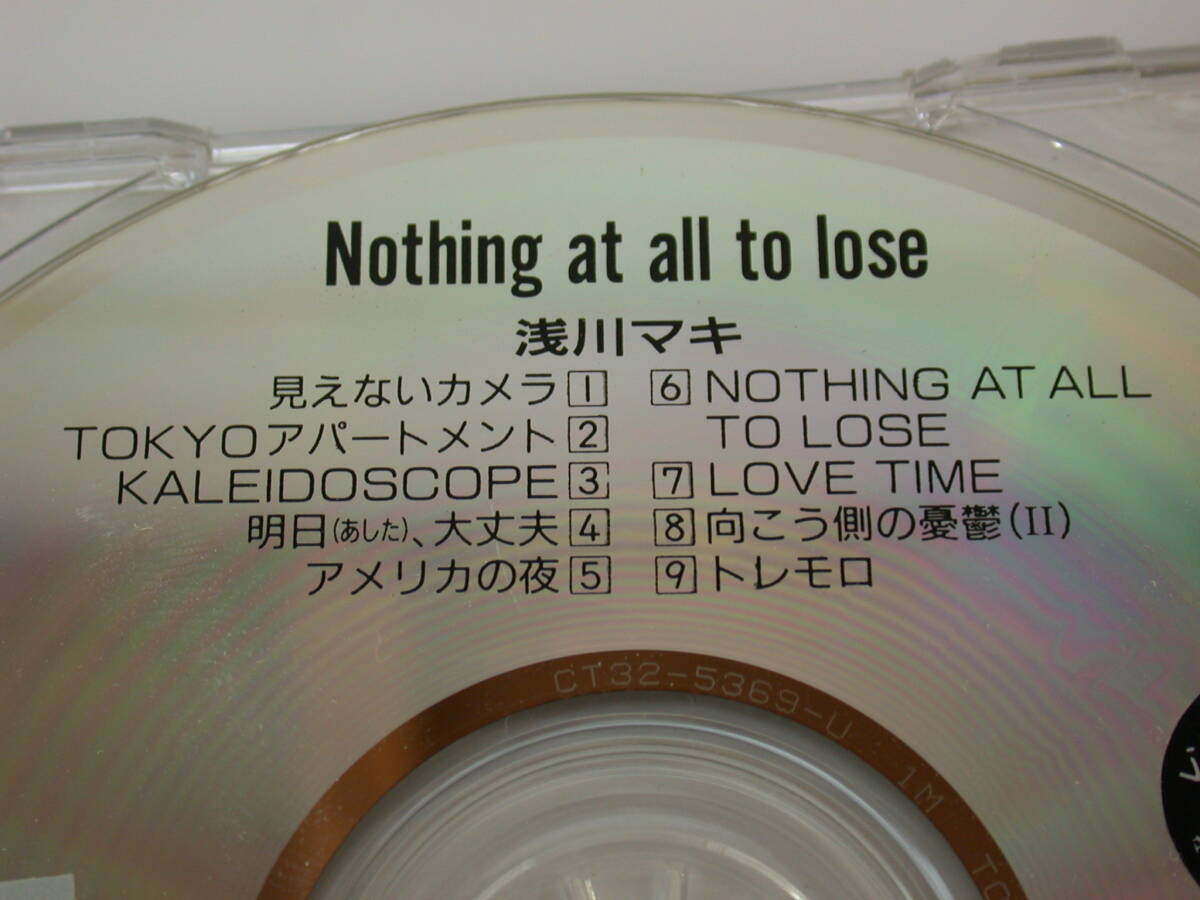 Nothing at all to lose
浅川マキ
見えないカメラ 1
TOKYOアパートメント 2
KALEIDOSCOPE 3
明日(あした)、大丈夫 4
アメリカの夜 5
6 NOTHING AT ALL
TO LOSE
7 LOVE TIME
8 向こう側の憂鬱(II)
9 トレモロ
CT32-5369-U 1M TO